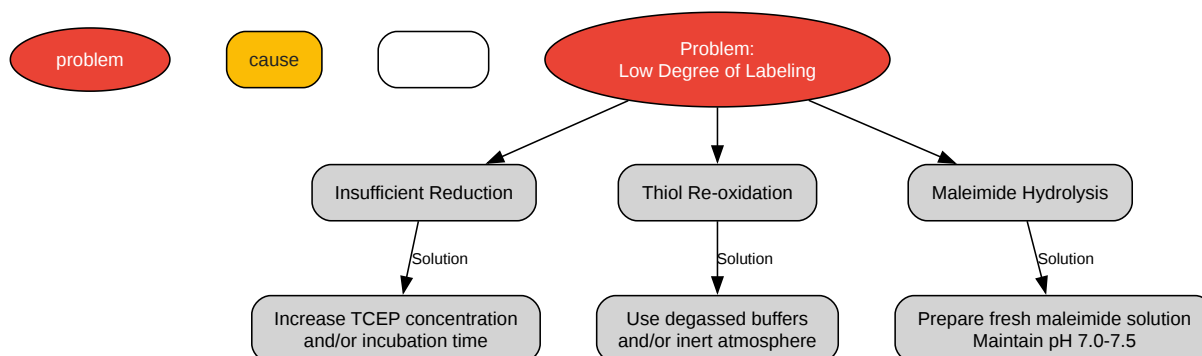 problem
cause
Problem:
Low Degree of Labeling
Insufficient Reduction
Thiol Re-oxidation
Maleimide Hydrolysis
Solution
Solution
Solution
Increase TCEP concentration
and/or incubation time
Use degassed buffers
and/or inert atmosphere
Prepare fresh maleimide solution
Maintain pH 7.0-7.5